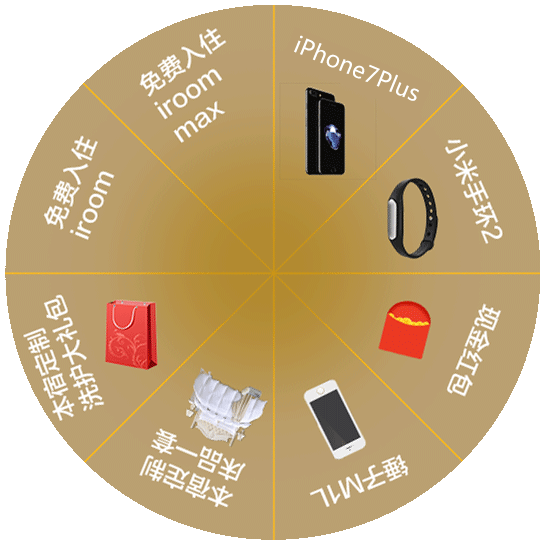 iPhone7Plus
小米手环2
现金红包
锤子M1L
本宿定制
床品一套
本宿定制
洗护大礼包
免费入住
iroom
免费入住
iroom
max